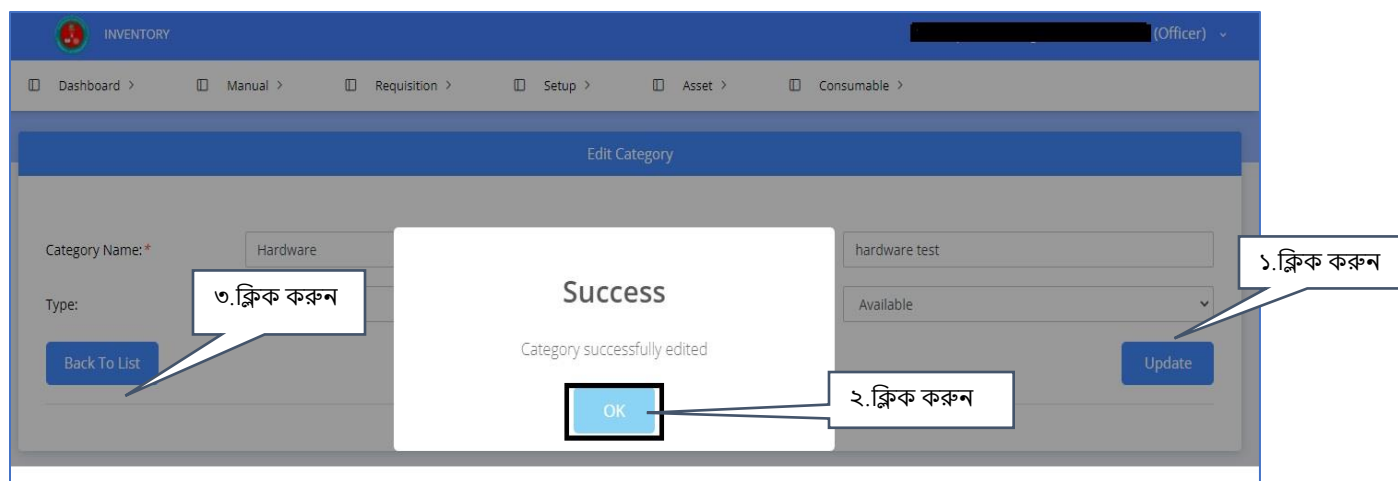 INVENTORY
(Officer)
Dashboard > Manual > Requisition > Setup > Asset > Consumable >
Edit Category
Category Name:* Hardware hardware test
১.ক্লিক করুন
Type: Available
৩.ক্লিক করুন
Success
Category successfully edited
Back To List
Update
OK
২.ক্লিক করুন